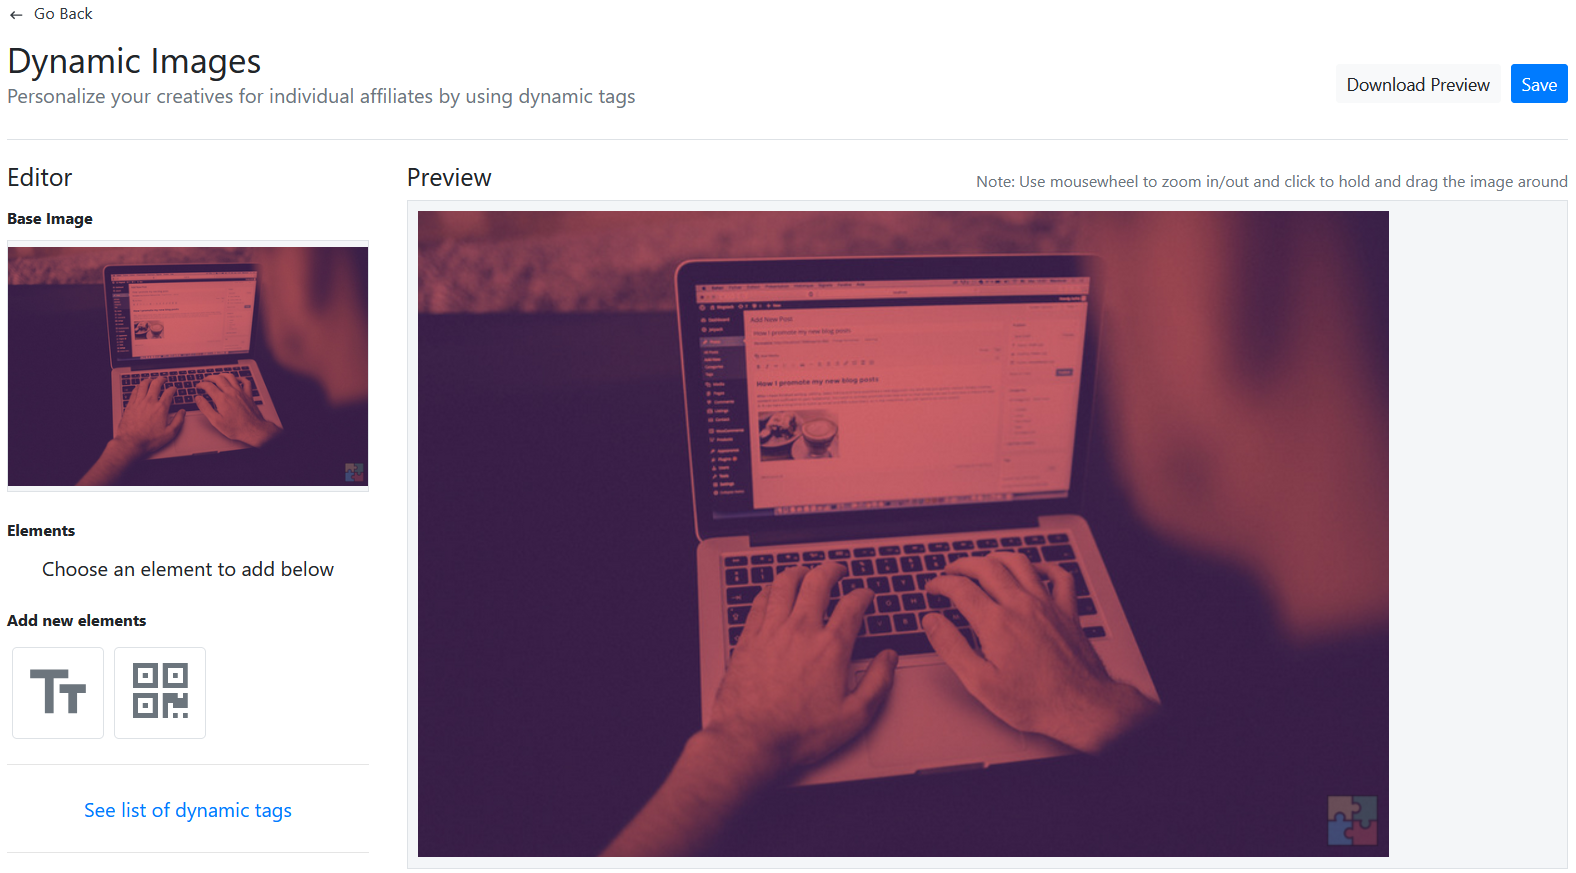 ← Go Back
Dynamic Images
Personalize your creatives for individual affiliates by using dynamic tags
Download Preview
Save
Editor
Base Image
Elements
Choose an element to add below
Add new elements
TT
See list of dynamic tags
Preview
Note: Use mousewheel to zoom in/out and click to hold and drag the image around
Add New Post
How I promote my new blog posts
How I promote my new blog posts